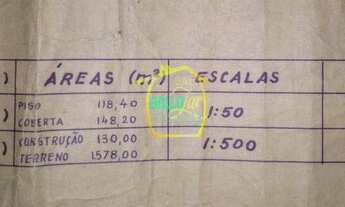 ) ÁREAS (m²) ESCALAS
) PISO 118,40
COBERTA 148,20
1:50
) CONSTRUÇÃO 130,00
TERRENO 1578,00
1:500